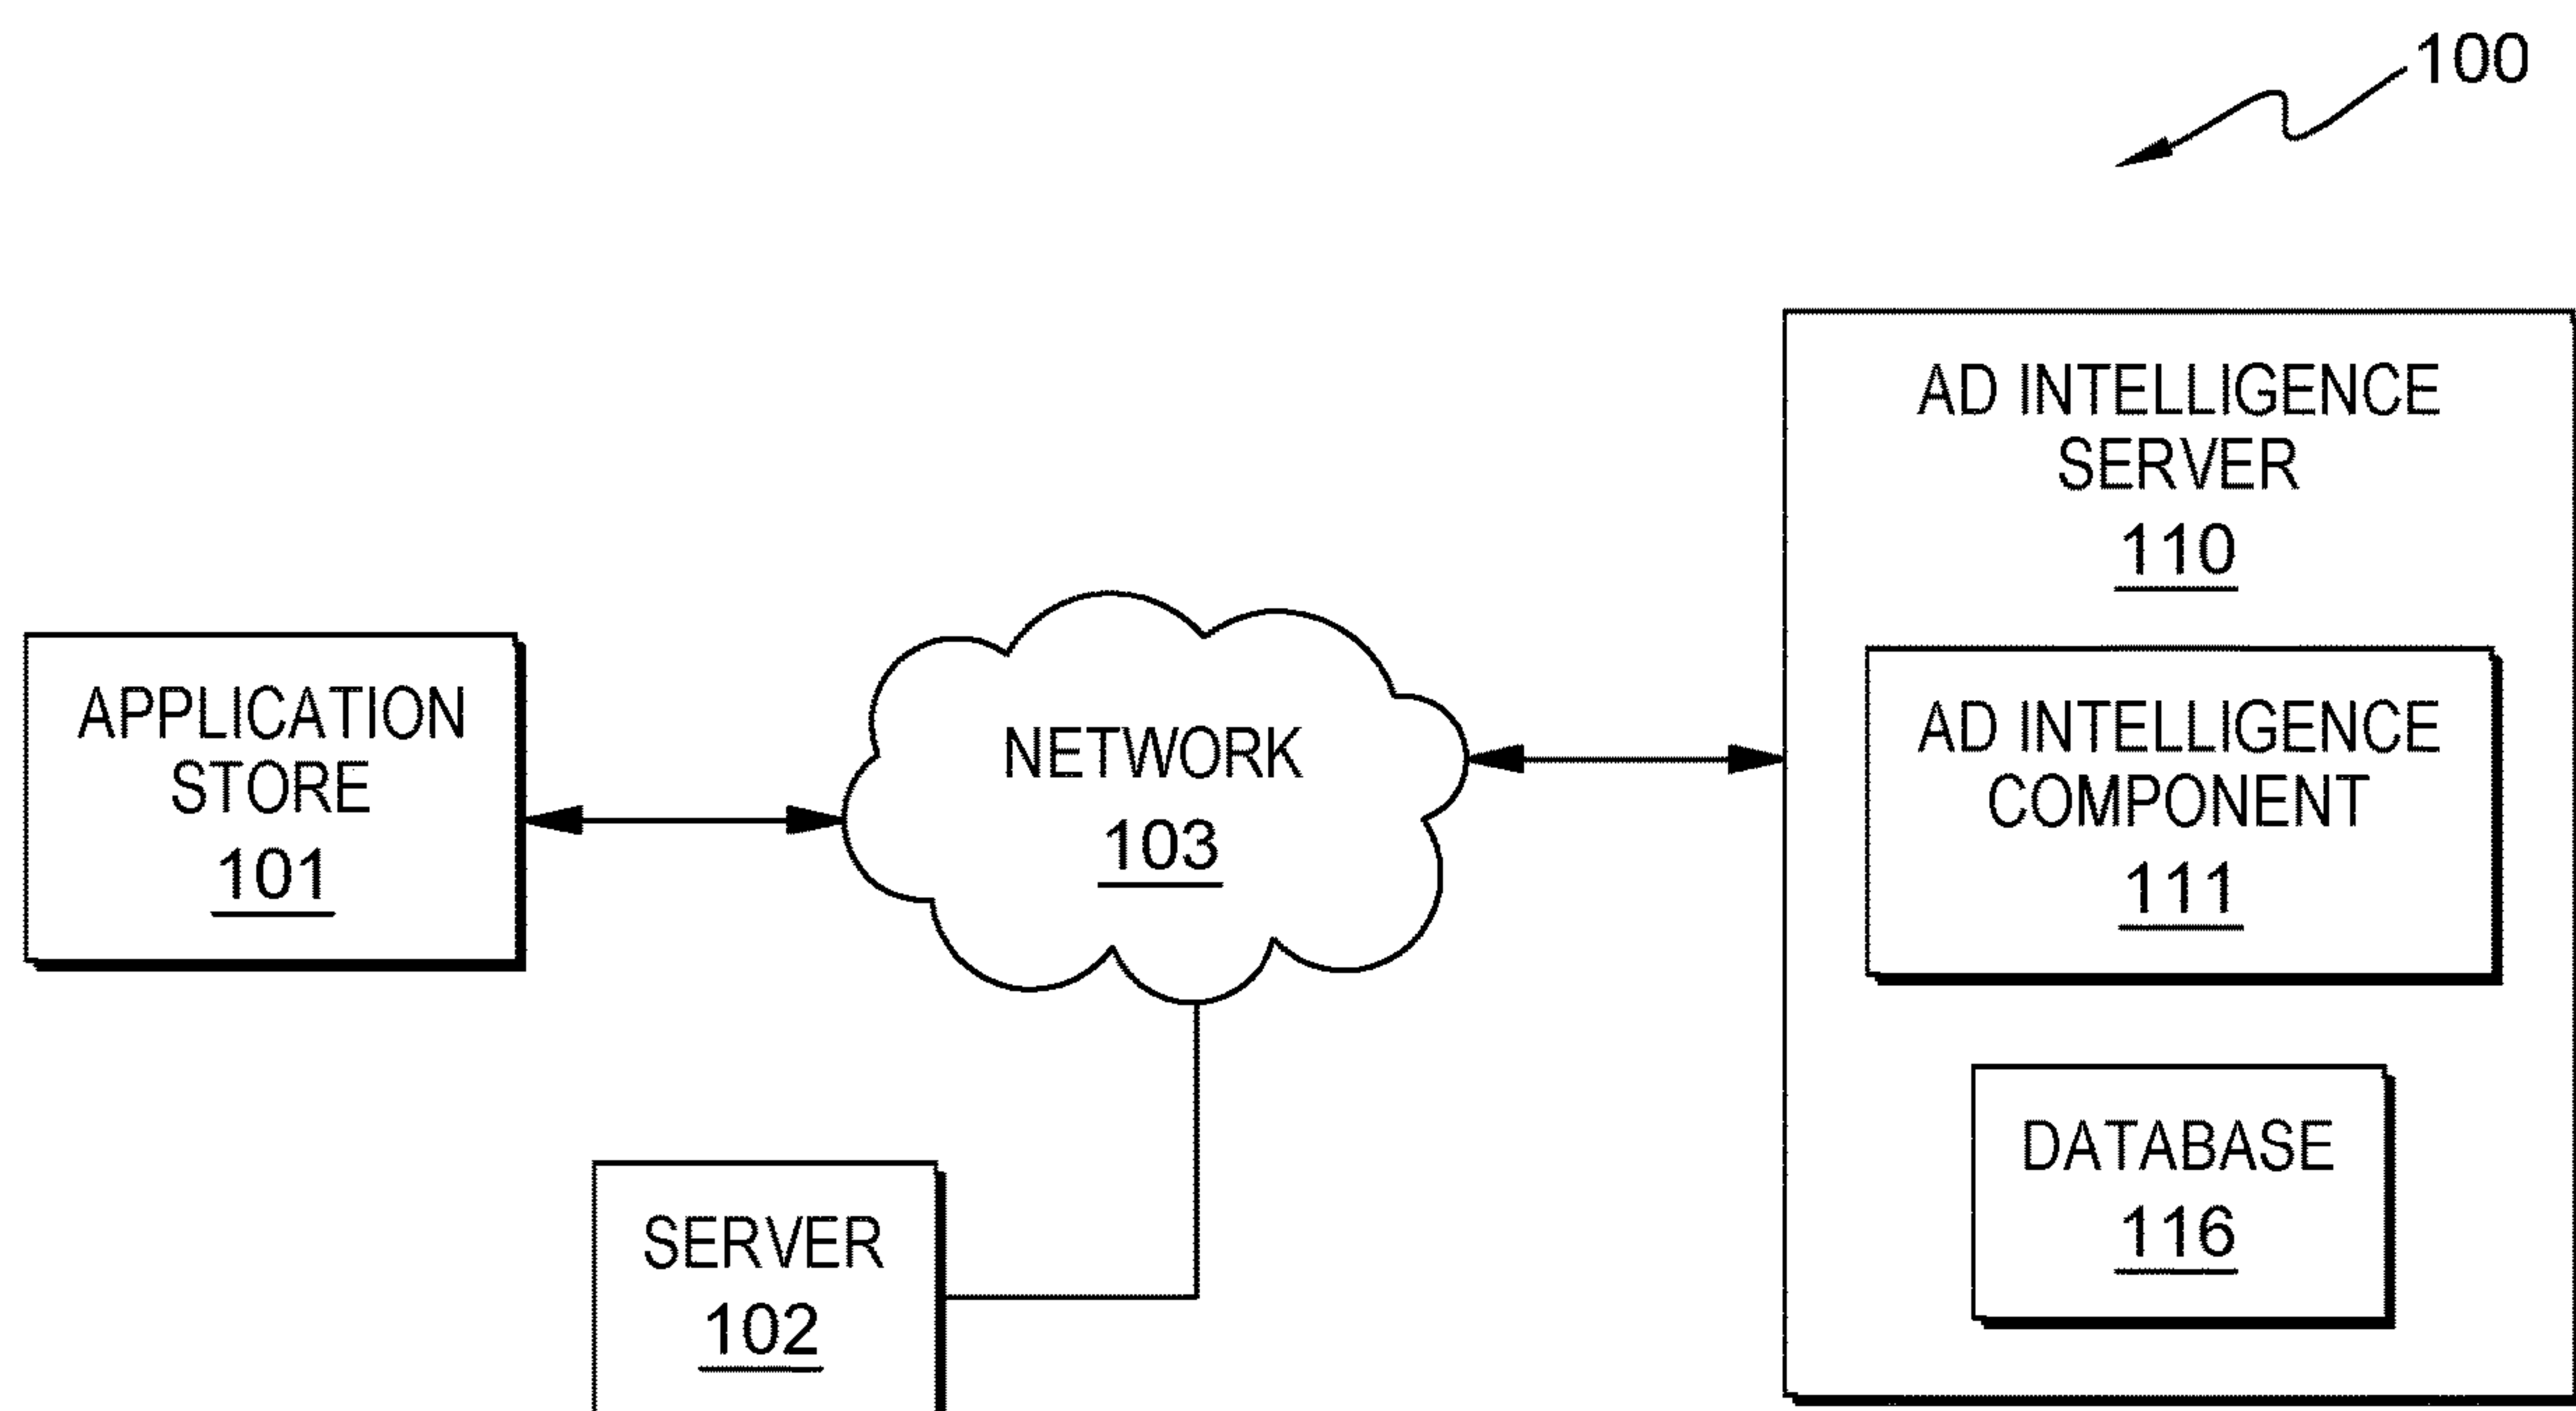 100
AD INTELLIGENCE
SERVER
110
APPLICATION
STORE
101
NETWORK
103
AD INTELLIGENCE
COMPONENT
111
DATABASE
116
SERVER
102